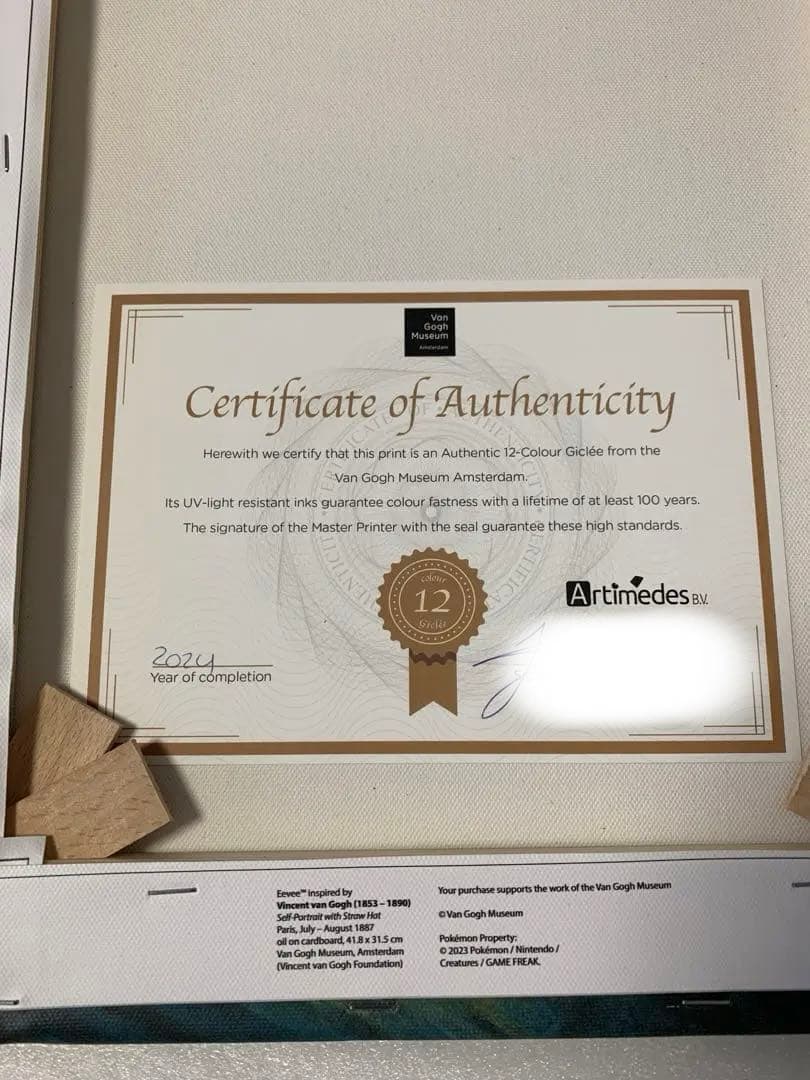 Van
Gogh
Museum
Amsterdam
Certificate of Authenticity
Herewith we certify that this print is an Authentic 12-Colour Giclée from the
Van Gogh Museum Amsterdam.
Its UV-light resistant inks guarantee colour fastness with a lifetime of at least 100 years.
The signature of the Master Printer with the seal guarantee these high standards.
colour
12
Giclée
Artimedes B.V.
2024
Year of completion
Eevee™ inspired by
Vincent van Gogh (1853 – 1890)
Self-Portrait with Straw Hat
Paris, July – August 1887
oil on cardboard, 41.8 x 31.5 cm
Van Gogh Museum, Amsterdam
(Vincent van Gogh Foundation)
Your purchase supports the work of the Van Gogh Museum
© Van Gogh Museum
Pokémon Property:
© 2023 Pokémon / Nintendo /
Creatures / GAME FREAK.